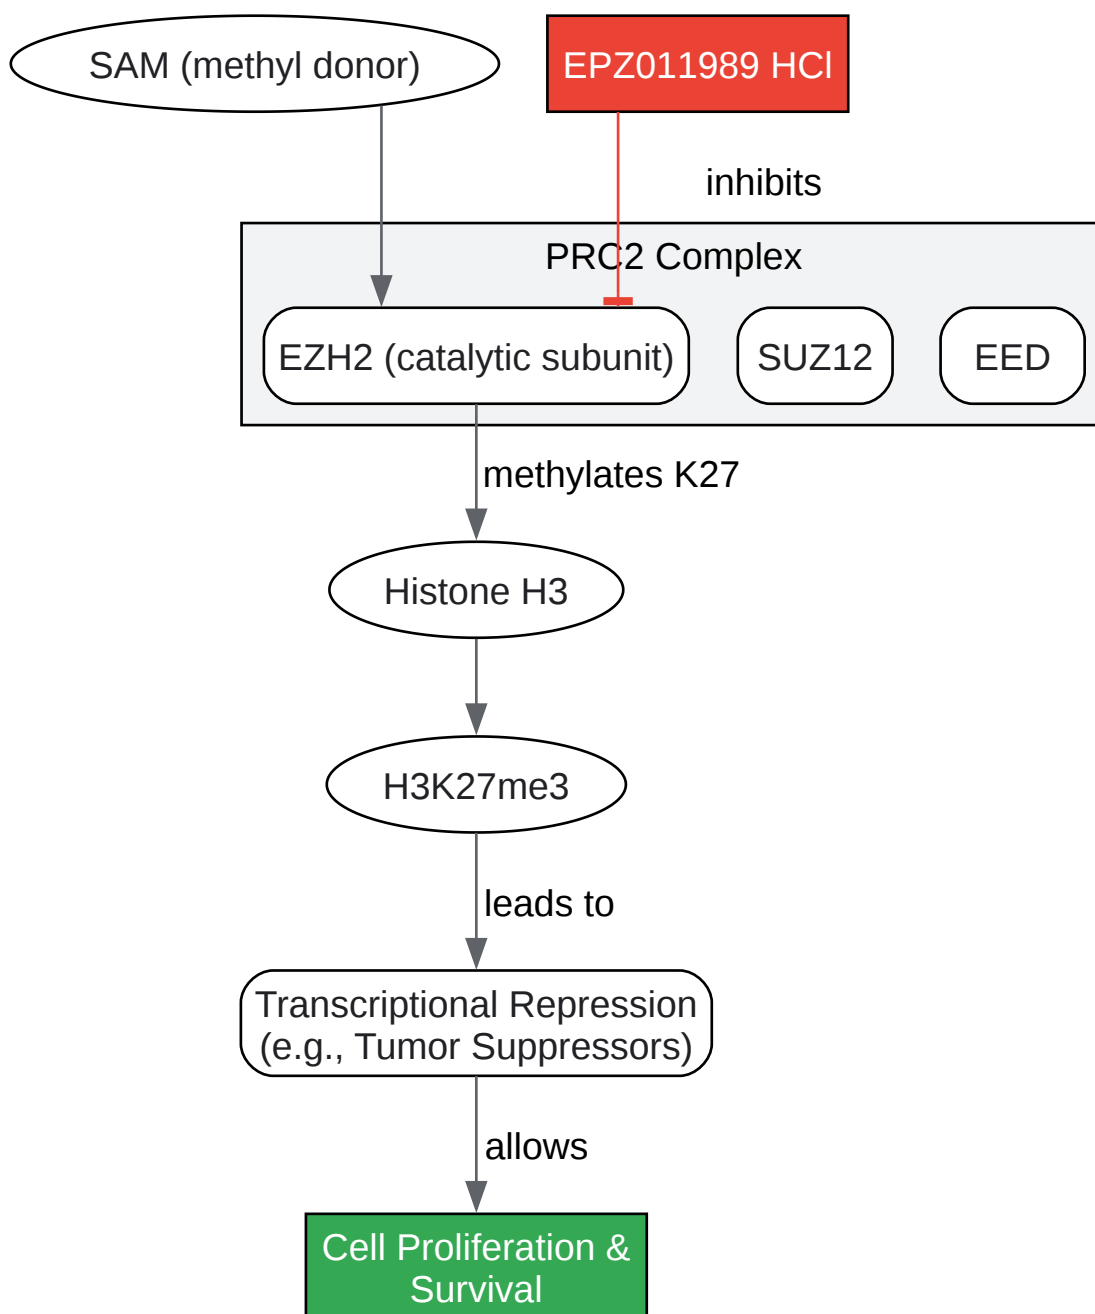 SAM (methyl donor)
EPZ011989 HCl
inhibits
PRC2 Complex
EZH2 (catalytic subunit)
SUZ12
EED
methylates K27
Histone H3
H3K27me3
leads to
Transcriptional Repression
(e.g., Tumor Suppressors)
allows
Cell Proliferation &
Survival